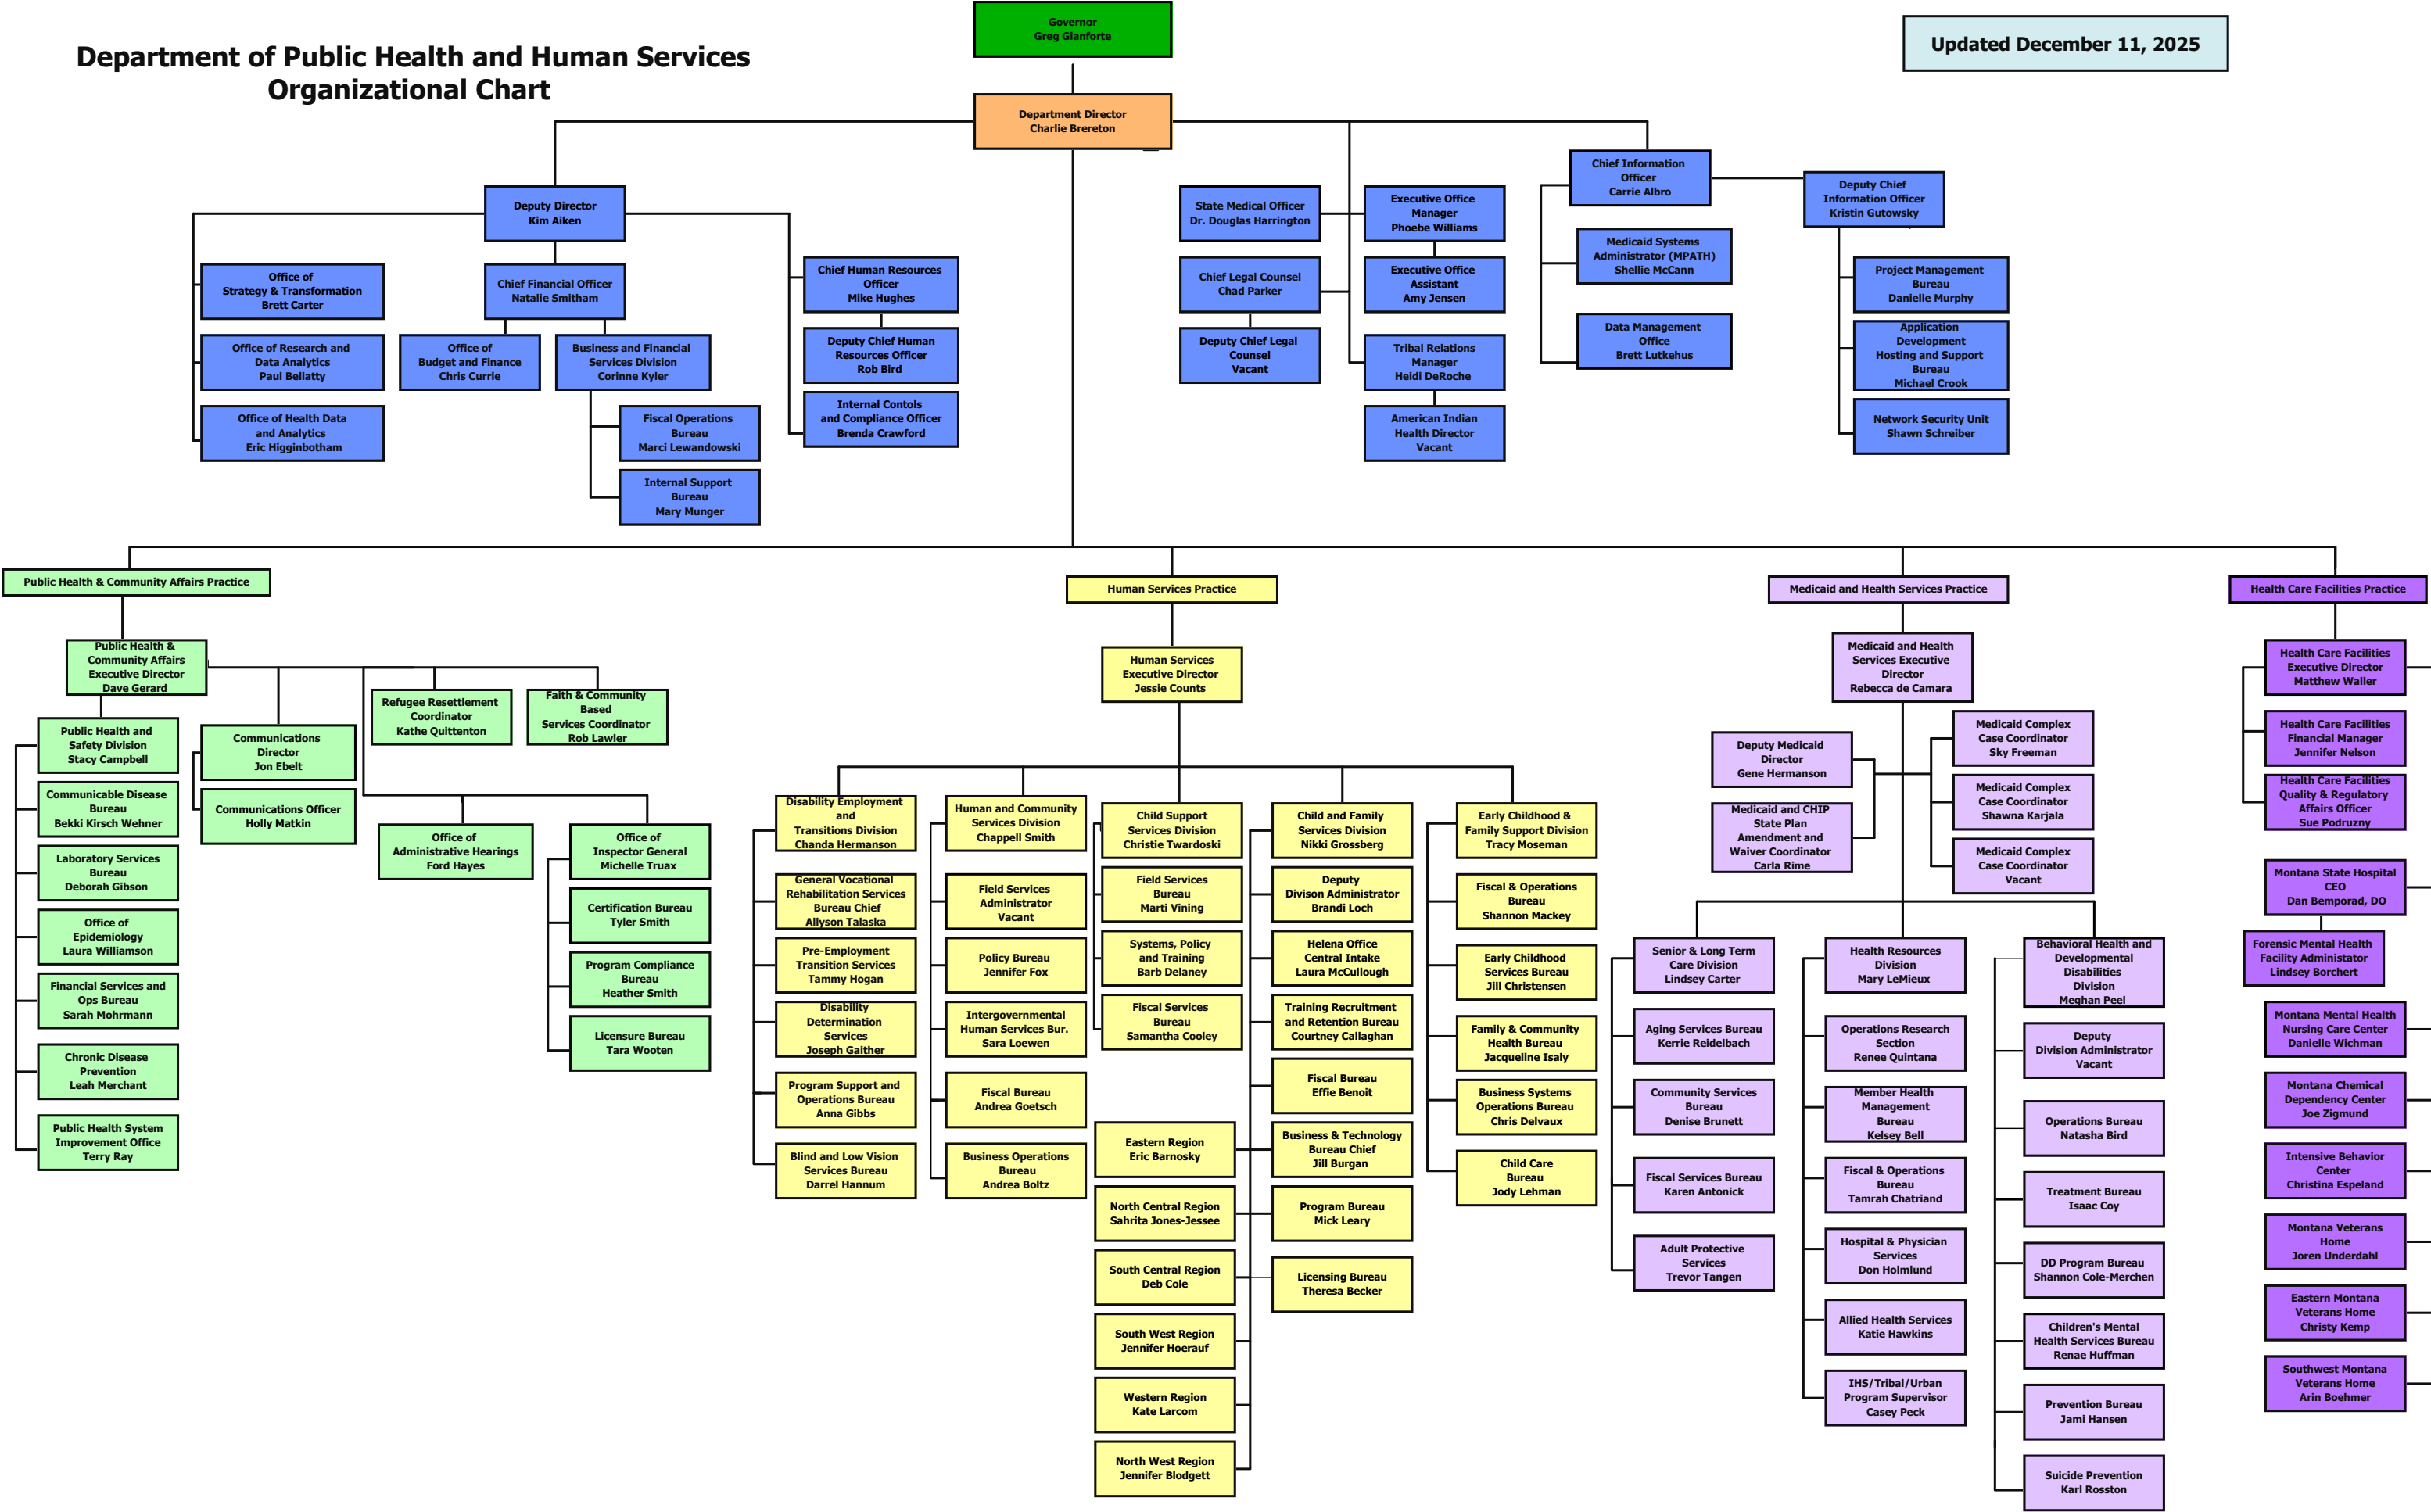 Governor
Greg Gianforte
Department of Public Health and Human Services
Organizational Chart
Updated December 11, 2025
Department Director
Charlie Brereton
Deputy Director
Kim Aiken
Office of
Strategy & Transformation
Brett Carter
Office of Research and
Data Analytics
Paul Bellatty
Office of Health Data
and Analytics
Eric Higginbotham
Chief Financial Officer
Natalie Smitham
Office of
Budget and Finance
Chris Currie
Business and Financial
Services Division
Corinne Kyler
Fiscal Operations
Bureau
Marci Lewandowski
Internal Support
Bureau
Mary Munger
Chief Human Resources
Officer
Mike Hughes
Deputy Chief Human
Resources Officer
Rob Bird
Internal Contols
and Compliance Officer
Brenda Crawford
State Medical Officer
Dr. Douglas Harrington
Chief Legal Counsel
Chad Parker
Deputy Chief Legal
Counsel
Vacant
Executive Office
Manager
Phoebe Williams
Executive Office
Assistant
Amy Jensen
Tribal Relations
Manager
Heidi DeRoche
American Indian
Health Director
Vacant
Chief Information
Officer
Carrie Albro
Medicaid Systems
Administrator (MPATH)
Shellie McCann
Data Management
Office
Brett Lutkehus
Deputy Chief
Information Officer
Kristin Gutowsky
Project Management
Bureau
Danielle Murphy
Application
Development
Hosting and Support
Bureau
Michael Crook
Network Security Unit
Shawn Schreiber
Public Health & Community Affairs Practice
Public Health &
Community Affairs
Executive Director
Dave Gerard
Public Health and
Safety Division
Stacy Campbell
Communicable Disease
Bureau
Bekki Kirsch Wehner
Laboratory Services
Bureau
Deborah Gibson
Office of
Epidemiology
Laura Williamson
Financial Services and
Ops Bureau
Sarah Mohrmann
Chronic Disease
Prevention
Leah Merchant
Public Health System
Improvement Office
Terry Ray
Communications
Director
Jon Ebelt
Communications Officer
Holly Matkin
Refugee Resettlement
Coordinator
Kathe Quittenton
Faith & Community
Based
Services Coordinator
Rob Lawler
Office of
Administrative Hearings
Ford Hayes
Office of
Inspector General
Michelle Truax
Certification Bureau
Tyler Smith
Program Compliance
Bureau
Heather Smith
Licensure Bureau
Tara Wooten
Human Services Practice
Human Services
Executive Director
Jessie Counts
Disability Employment
and
Transitions Division
Chanda Hermanson
General Vocational
Rehabilitation Services
Bureau Chief
Allyson Talaska
Pre-Employment
Transition Services
Tammy Hogan
Disability
Determination
Services
Joseph Gaither
Program Support and
Operations Bureau
Anna Gibbs
Blind and Low Vision
Services Bureau
Darrel Hannum
Human and Community
Services Division
Chappell Smith
Field Services
Administrator
Vacant
Policy Bureau
Jennifer Fox
Intergovernmental
Human Services Bur.
Sara Loewen
Fiscal Bureau
Andrea Goetsch
Business Operations
Bureau
Andrea Boltz
Child Support
Services Division
Christie Twardoski
Field Services
Bureau
Marti Vining
Systems, Policy
and Training
Barb Delaney
Fiscal Services
Bureau
Samantha Cooley
Child and Family
Services Division
Nikki Grossberg
Deputy
Divison Administrator
Brandi Loch
Helena Office
Central Intake
Laura McCullough
Training Recruitment
and Retention Bureau
Courtney Callaghan
Fiscal Bureau
Effie Benoit
Business & Technology
Bureau Chief
Jill Burgan
Program Bureau
Mick Leary
Licensing Bureau
Theresa Becker
Eastern Region
Eric Barnosky
North Central Region
Sahrita Jones-Jessee
South Central Region
Deb Cole
South West Region
Jennifer Hoerauf
Western Region
Kate Larcom
North West Region
Jennifer Blodgett
Early Childhood &
Family Support Division
Tracy Moseman
Fiscal & Operations
Bureau
Shannon Mackey
Early Childhood
Services Bureau
Jill Christensen
Family & Community
Health Bureau
Jacqueline Isaly
Business Systems
Operations Bureau
Chris Delvaux
Child Care
Bureau
Jody Lehman
Medicaid and Health Services Practice
Medicaid and Health
Services Executive
Director
Rebecca de Camara
Deputy Medicaid
Director
Gene Hermanson
Medicaid and CHIP
State Plan
Amendment and
Waiver Coordinator
Carla Rime
Medicaid Complex
Case Coordinator
Sky Freeman
Medicaid Complex
Case Coordinator
Shawna Karjala
Medicaid Complex
Case Coordinator
Vacant
Senior & Long Term
Care Division
Lindsey Carter
Aging Services Bureau
Kerrie Reidelbach
Community Services
Bureau
Denise Brunett
Fiscal Services Bureau
Karen Antonick
Adult Protective
Services
Trevor Tangen
Health Resources
Division
Mary LeMieux
Operations Research
Section
Renee Quintana
Member Health
Management
Bureau
Kelsey Bell
Fiscal & Operations
Bureau
Tamrah Chatriand
Hospital & Physician
Services
Don Holmlund
Allied Health Services
Katie Hawkins
IHS/Tribal/Urban
Program Supervisor
Casey Peck
Behavioral Health and
Developmental
Disabilities
Division
Meghan Peel
Deputy
Division Administrator
Vacant
Operations Bureau
Natasha Bird
Treatment Bureau
Isaac Coy
DD Program Bureau
Shannon Cole-Merchen
Children's Mental
Health Services Bureau
Renae Huffman
Prevention Bureau
Jami Hansen
Suicide Prevention
Karl Rosston
Health Care Facilities Practice
Health Care Facilities
Executive Director
Matthew Waller
Health Care Facilities
Financial Manager
Jennifer Nelson
Health Care Facilities
Quality & Regulatory
Affairs Officer
Sue Podruzny
Montana State Hospital
CEO
Dan Bemporad, DO
Forensic Mental Health
Facility Administator
Lindsey Borchert
Montana Mental Health
Nursing Care Center
Danielle Wichman
Montana Chemical
Dependency Center
Joe Zigmund
Intensive Behavior
Center
Christina Espeland
Montana Veterans
Home
Joren Underdahl
Eastern Montana
Veterans Home
Christy Kemp
Southwest Montana
Veterans Home
Arin Boehmer